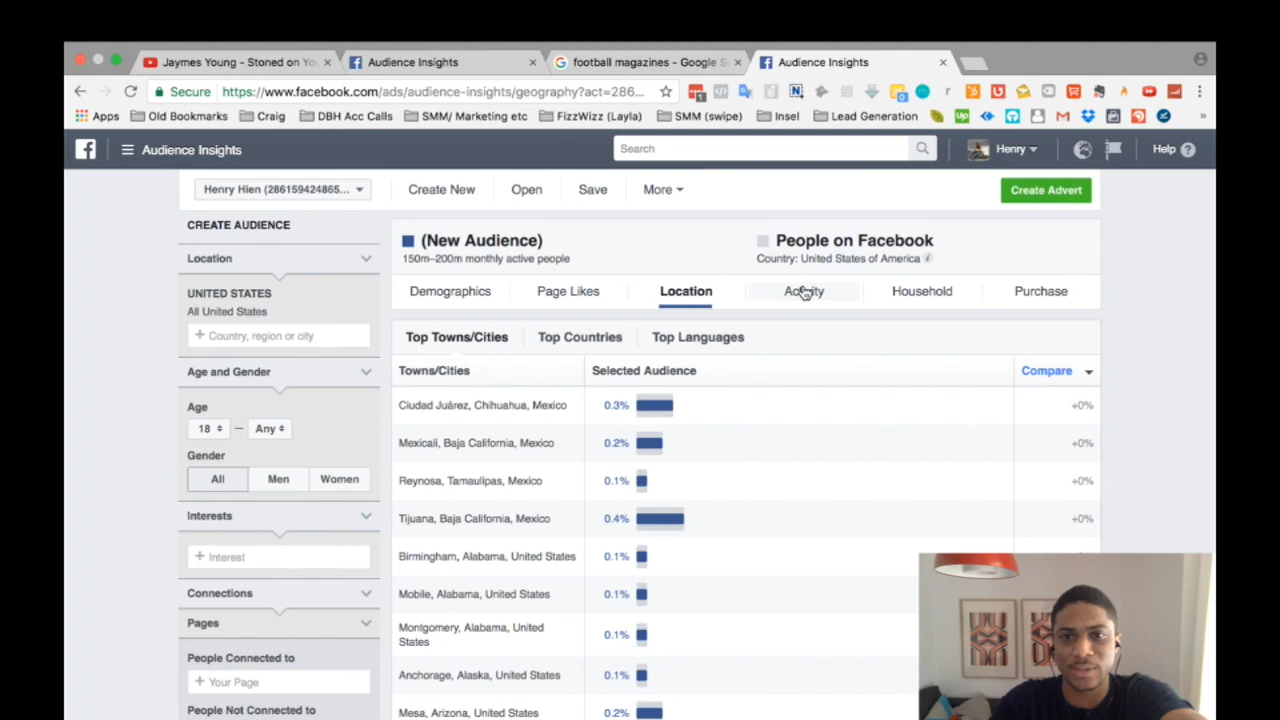 Jaymes Young - Stoned on Yo
Audience Insights
football magazines - Google S
Audience Insights
Secure
https://www.facebook.com/ads/audience-insights/geography?act=286...
Apps
Old Bookmarks
Craig
DBH Acc Calls
SMM/ Marketing etc
FizzWizz (Layla)
SMM (swipe)
Insel
Lead Generation
Audience Insights
Search
Henry
Help
Henry Hien (286159424865...
Create New
Open
Save
More
Create Advert
CREATE AUDIENCE
Location
UNITED STATES
All United States
+ Country, region or city
Age and Gender
Age
18 – Any
Gender
All Men Women
Interests
+ Interest
Connections
Pages
People Connected to
+ Your Page
People Not Connected to
(New Audience)
150m–200m monthly active people
People on Facebook
Country: United States of America
Demographics
Page Likes
Location
Activity
Household
Purchase
Top Towns/Cities
Top Countries
Top Languages
Towns/Cities
Selected Audience
Compare
Ciudad Juárez, Chihuahua, Mexico 0.3% +0%
Mexicali, Baja California, Mexico 0.2% +0%
Reynosa, Tamaulipas, Mexico 0.1% +0%
Tijuana, Baja California, Mexico 0.4% +0%
Birmingham, Alabama, United States 0.1%
Mobile, Alabama, United States 0.1%
Montgomery, Alabama, United
States 0.1%
Anchorage, Alaska, United States 0.1%
Mesa, Arizona, United States 0.2%